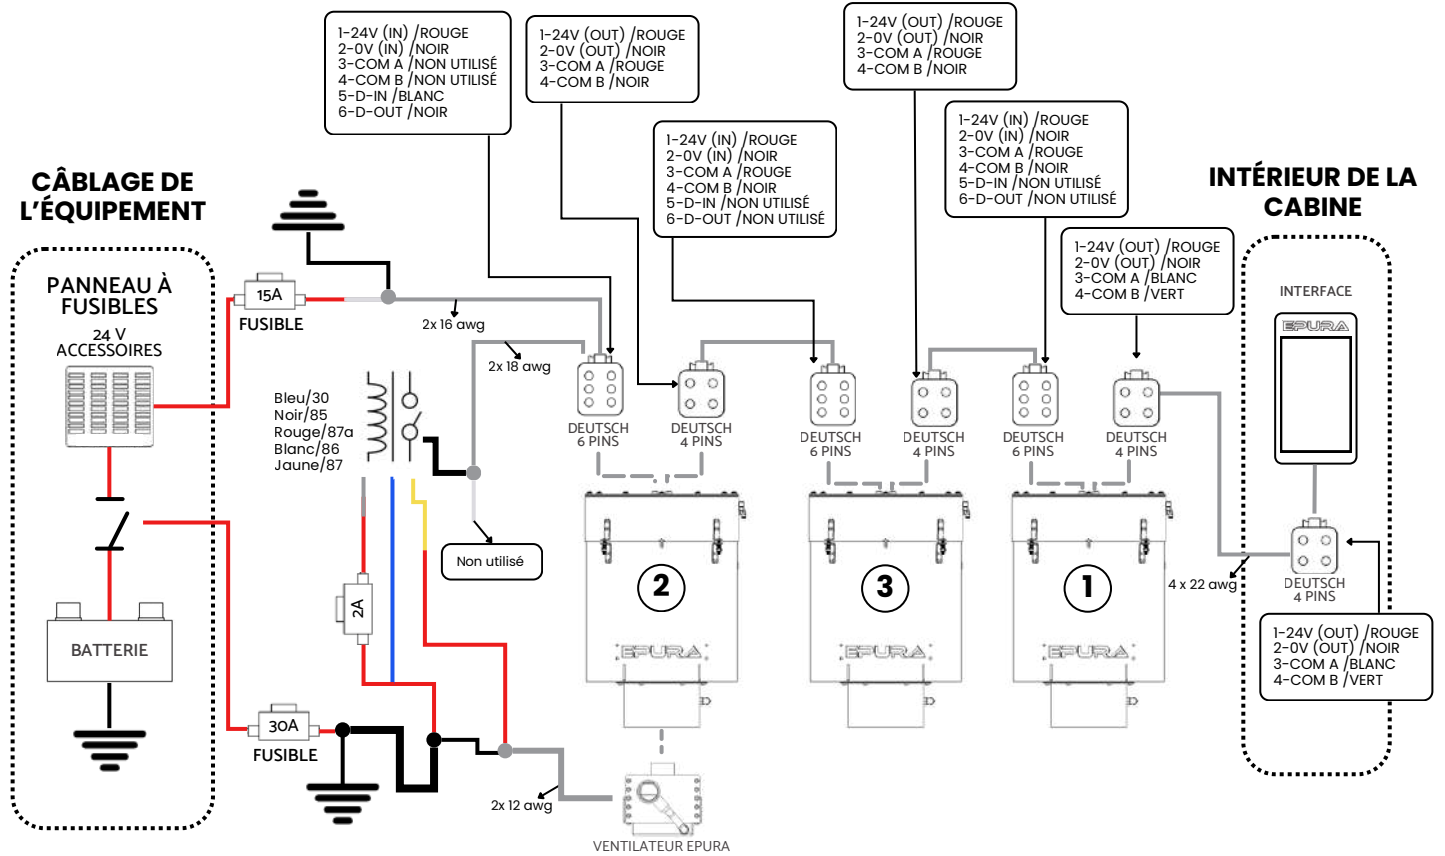 1-24V (IN) /ROUGE
2-0V (IN) /NOIR
3-COM A /NON UTILISÉ
4-COM B /NON UTILISÉ
5-D-IN /BLANC
6-D-OUT /NOIR
1-24V (OUT) /ROUGE
2-0V (OUT) /NOIR
3-COM A /ROUGE
4-COM B /NOIR
1-24V (IN) /ROUGE
2-0V (IN) /NOIR
3-COM A /ROUGE
4-COM B /NOIR
5-D-IN /NON UTILISÉ
6-D-OUT /NON UTILISÉ
1-24V (OUT) /ROUGE
2-0V (OUT) /NOIR
3-COM A /ROUGE
4-COM B /NOIR
1-24V (IN) /ROUGE
2-0V (IN) /NOIR
3-COM A /ROUGE
4-COM B /NOIR
5-D-IN /NON UTILISÉ
6-D-OUT /NON UTILISÉ
1-24V (OUT) /ROUGE
2-0V (OUT) /NOIR
3-COM A /BLANC
4-COM B /VERT
CÂBLAGE DE
L'ÉQUIPEMENT
INTÉRIEUR DE LA
CABINE
PANNEAU À
FUSIBLES
24 V
ACCESSOIRES
15A
FUSIBLE
2x 16 awg
2x 18 awg
INTERFACE
EPURA
Bleu/30
Noir/85
Rouge/87a
Blanc/86
Jaune/87
DEUTSCH
6 PINS
DEUTSCH
4 PINS
DEUTSCH
6 PINS
DEUTSCH
4 PINS
DEUTSCH
6 PINS
DEUTSCH
4 PINS
Non utilisé
2A
2
3
1
4 x 22 awg
DEUTSCH
4 PINS
1-24V (OUT) /ROUGE
2-0V (OUT) /NOIR
3-COM A /BLANC
4-COM B /VERT
BATTERIE
EPURA
EPURA
EPURA
30A
FUSIBLE
2x 12 awg
VENTILATEUR EPURA